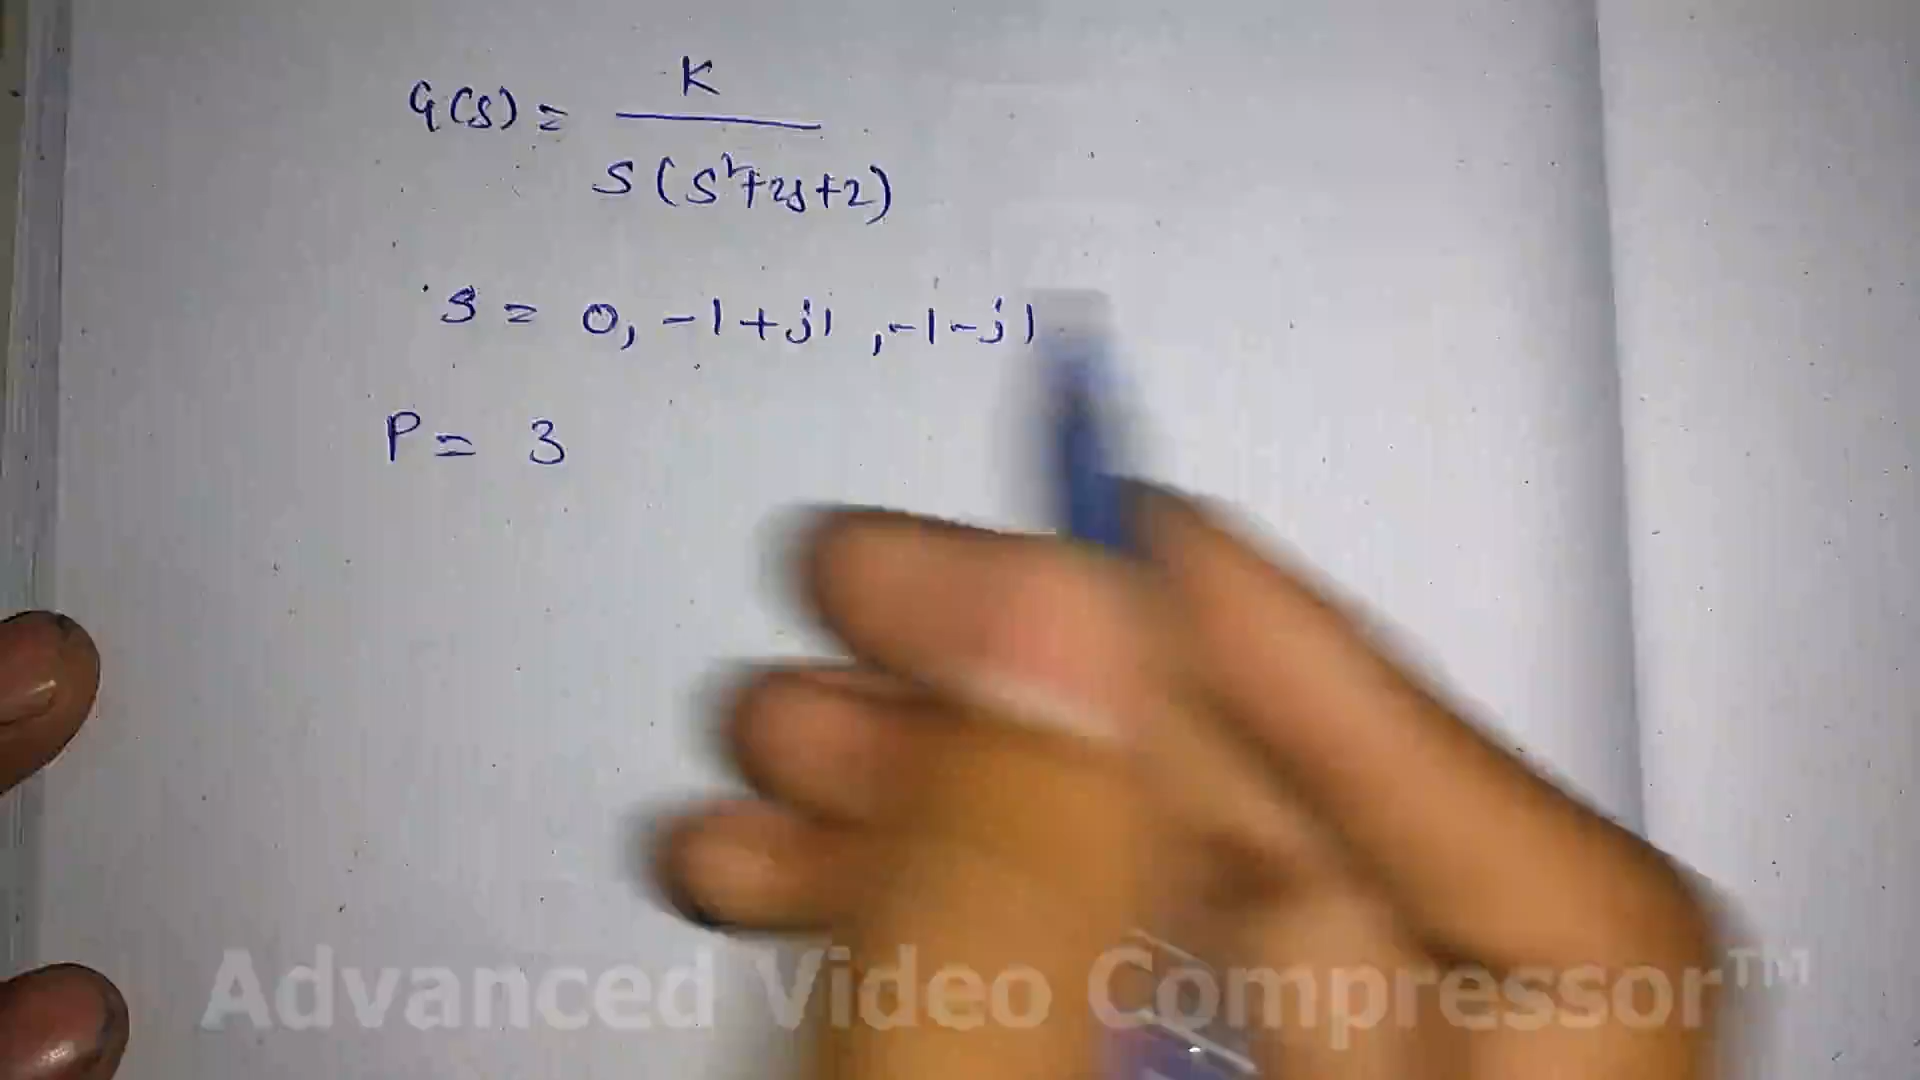 G(s) = K
S(S²+2s+2)
S = 0, -1+j1, -1-j1
P = 3
Advanced Video Compressor™